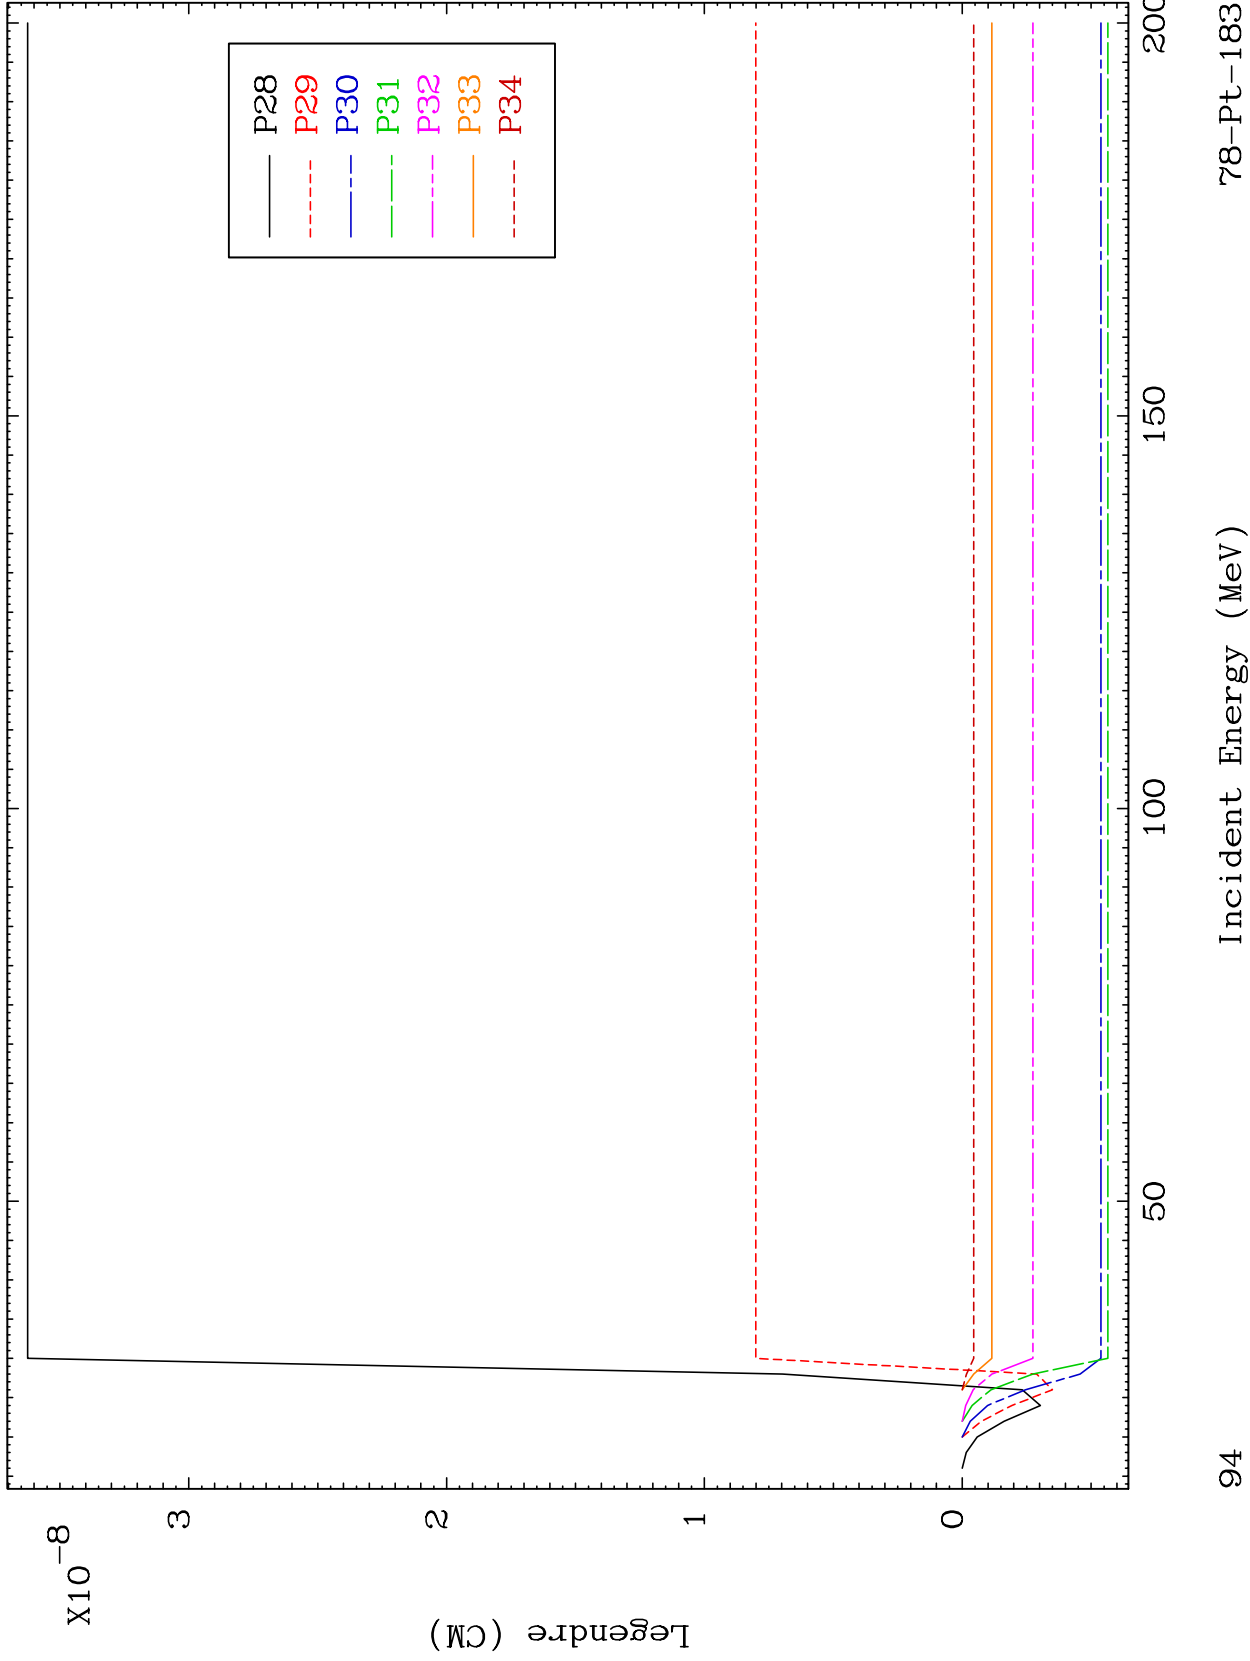 X10-8
3
2
1
0
Legendre (CM)
P28
P29
P30
P31
P32
P33
P34
50
100
150
200
Incident Energy (MeV)
94
78-Pt-183